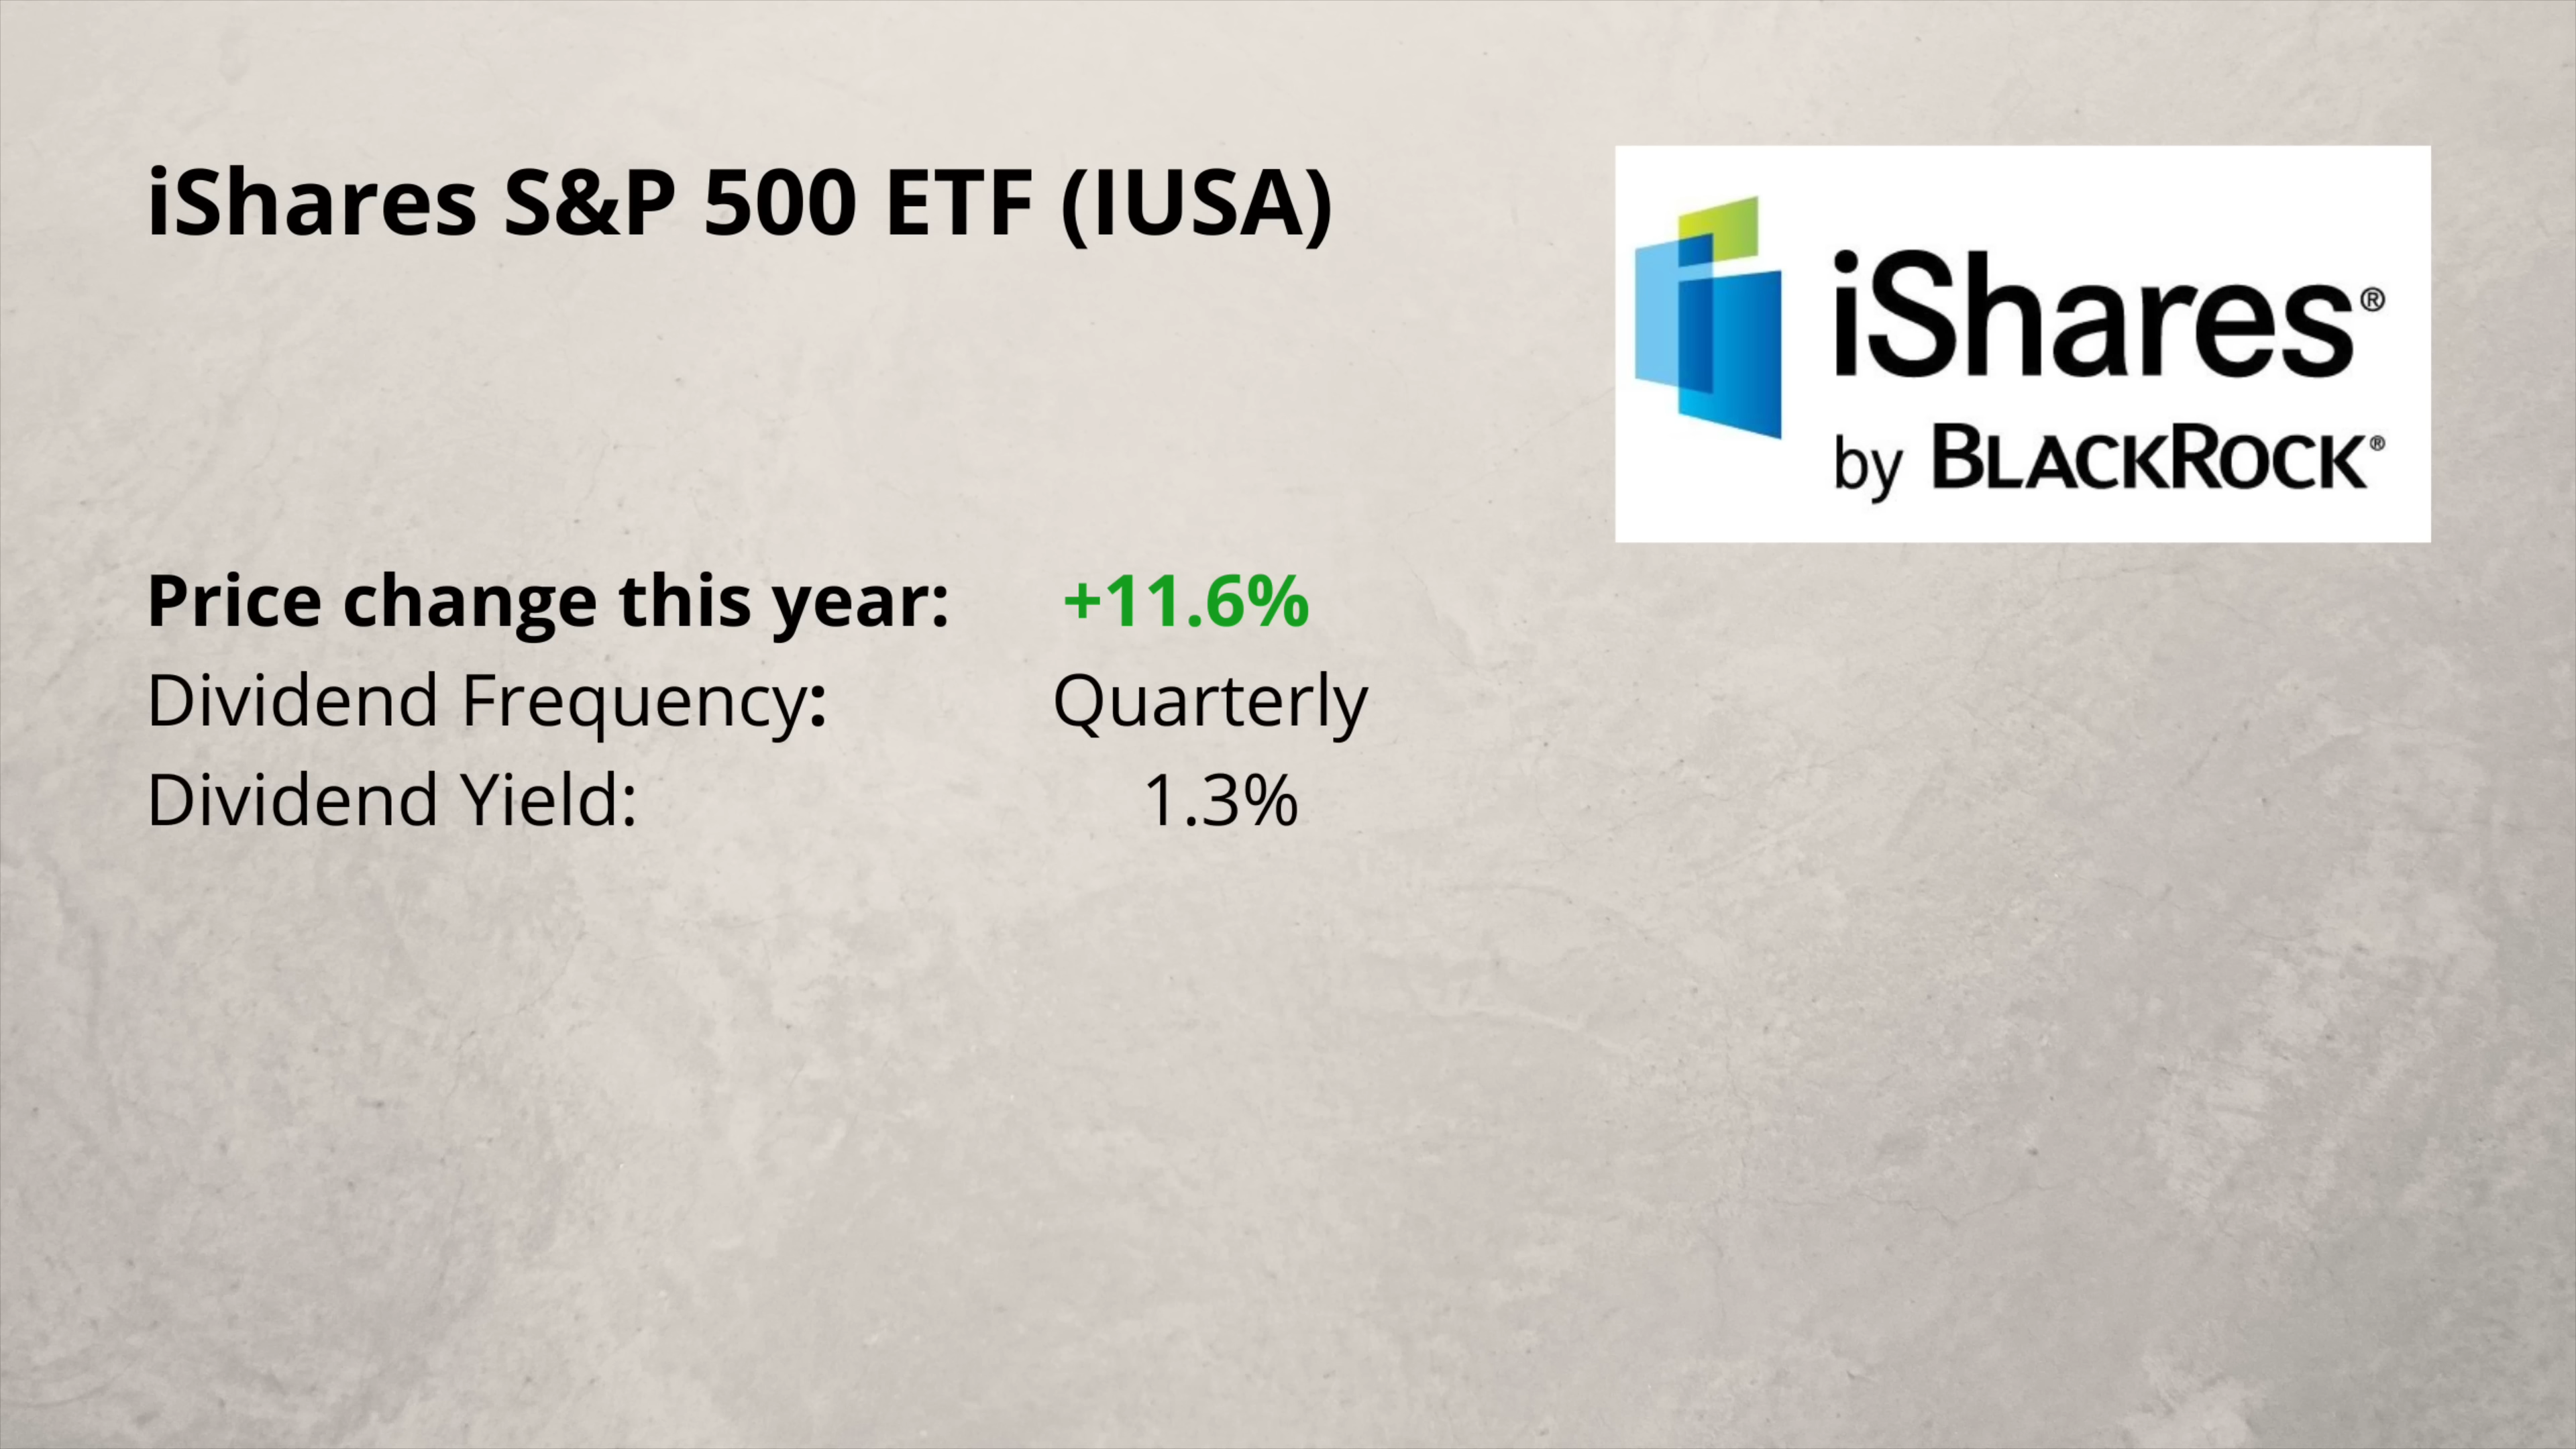 iShares S&P 500 ETF (IUSA)
iShares®
by BLACKROCK®
Price change this year: +11.6%
Dividend Frequency: Quarterly
Dividend Yield: 1.3%